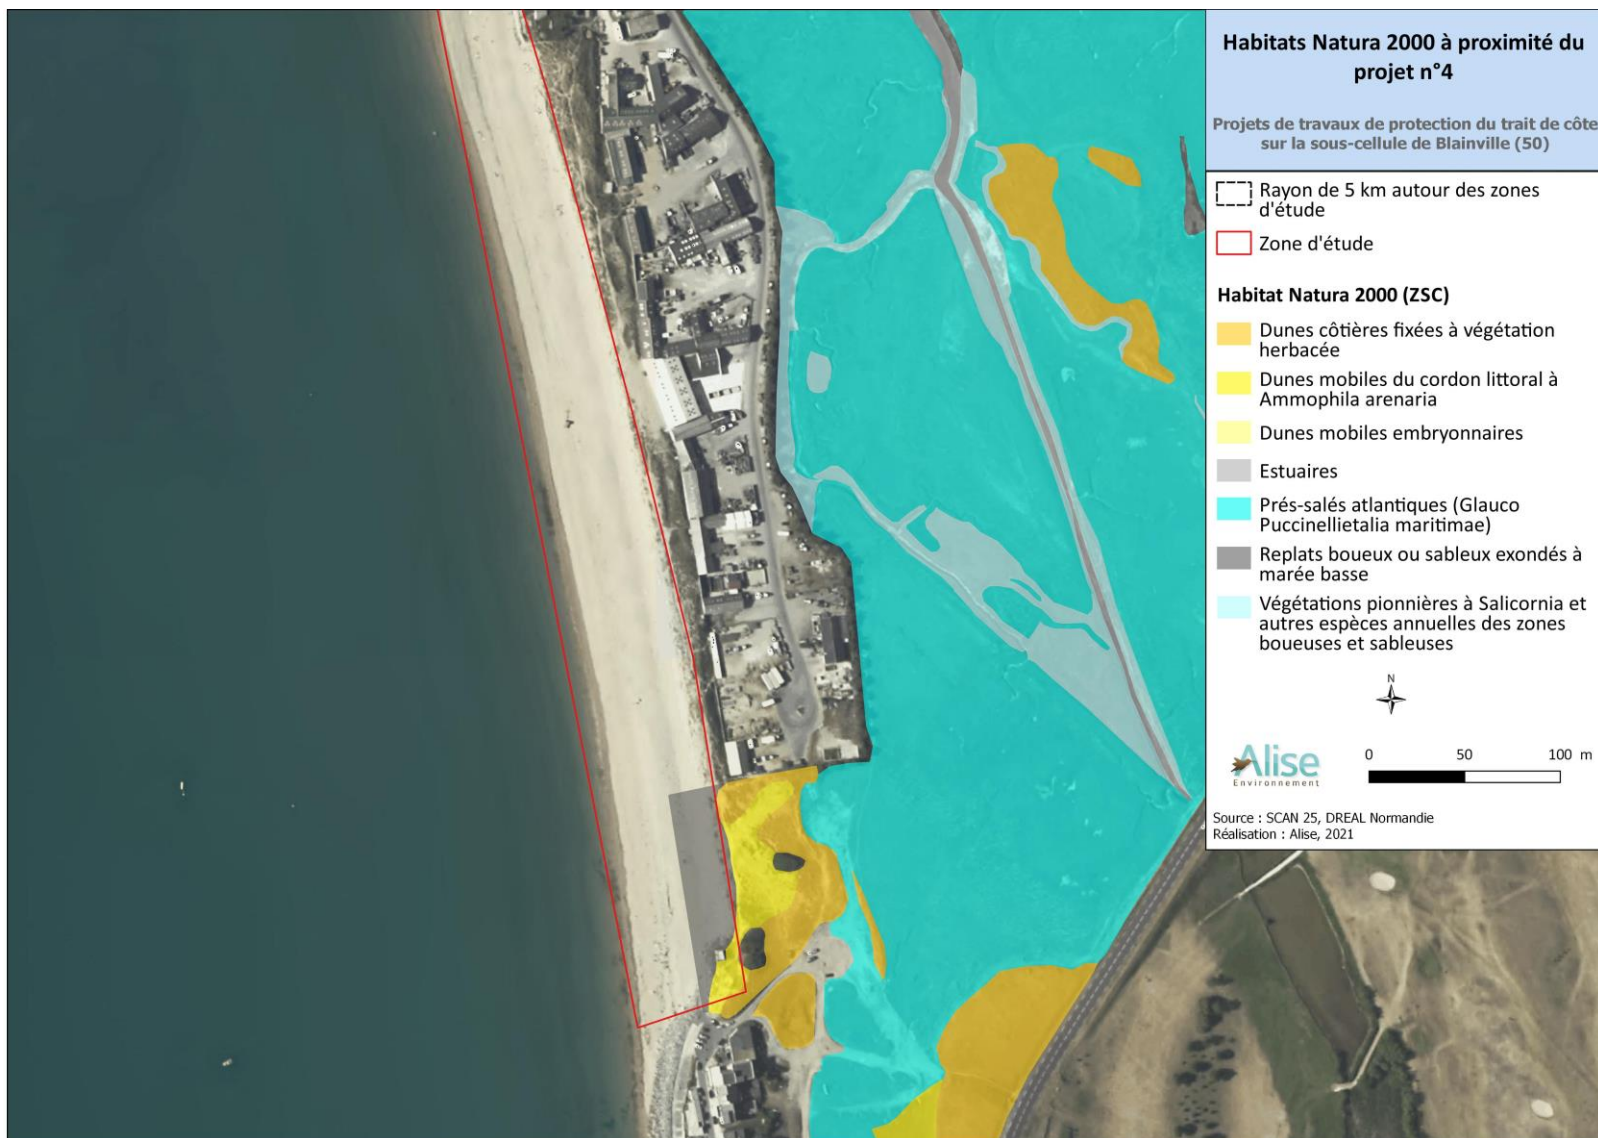 Habitats Natura 2000 à proximité du
projet n°4
Projets de travaux de protection du trait de côte
sur la sous-cellule de Blainville (50)
Rayon de 5 km autour des zones
d'étude
Zone d'étude
Habitat Natura 2000 (ZSC)
Dunes côtières fixées à végétation
herbacée
Dunes mobiles du cordon littoral à
Ammophila arenaria
Dunes mobiles embryonnaires
Estuaires
Prés-salés atlantiques (Glauco
Puccinellietalia maritimae)
Replats boueux ou sableux exondés à
marée basse
Végétations pionnières à Salicornia et
autres espèces annuelles des zones
boueuses et sableuses
N
Alise
Environnement
0 50 100 m
Source : SCAN 25, DREAL Normandie
Réalisation : Alise, 2021